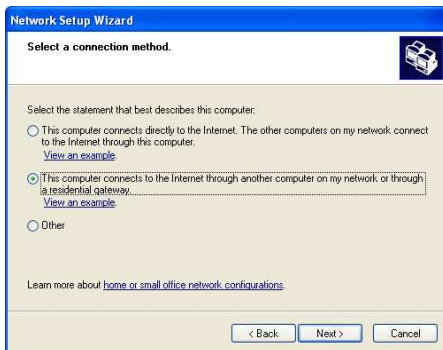 Network Setup Wizard
Select a connection method.
Select the statement that best describes this computer:
This computer connects directly to the Internet. The other computers on my network connect
to the Internet through this computer.
View an example.
This computer connects to the Internet through another computer on my network or through
a residential gateway.
View an example.
Other
Learn more about home or small office network configurations.
< Back Next > Cancel